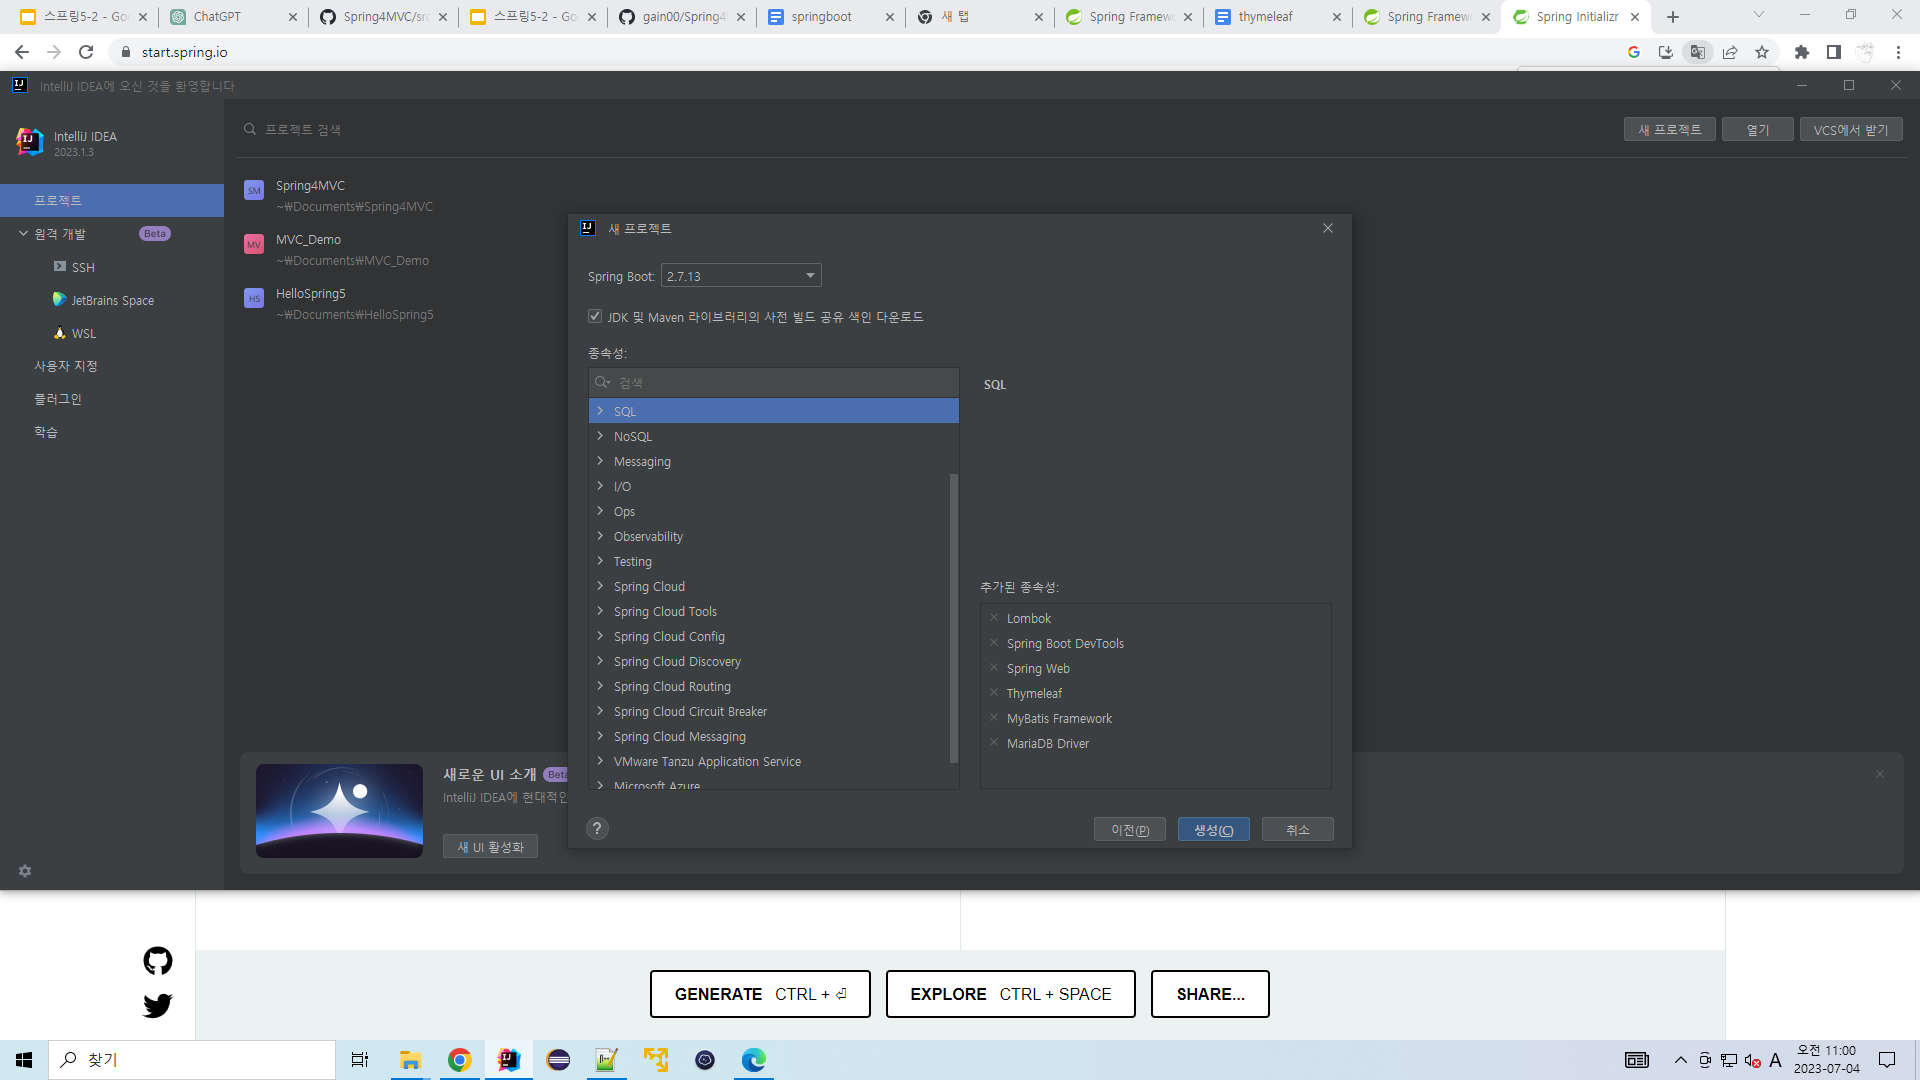 스프링5-2 - Goo
ChatGPT
Spring4MVC/src
스프링5-2 - Goo
gain00/Spring4
springboot
새 탭
Spring Framew
thymeleaf
Spring Framew
Spring Initializr
start.spring.io
IntelliJ IDEA에 오신 것을 환영합니다
IntelliJ IDEA
2023.1.3
프로젝트 검색
새 프로젝트
열기
VCS에서 받기
프로젝트
원격 개발
Beta
SSH
JetBrains Space
WSL
사용자 지정
플러그인
학습
SM
Spring4MVC
~₩Documents₩Spring4MVC
MV
MVC_Demo
~₩Documents₩MVC_Demo
HS
HelloSpring5
~₩Documents₩HelloSpring5
새 프로젝트
Spring Boot:
2.7.13
JDK 및 Maven 라이브러리의 사전 빌드 공유 색인 다운로드
종속성:
검색
SQL
NoSQL
Messaging
I/O
Ops
Observability
Testing
Spring Cloud
Spring Cloud Tools
Spring Cloud Config
Spring Cloud Discovery
Spring Cloud Routing
Spring Cloud Circuit Breaker
Spring Cloud Messaging
VMware Tanzu Application Service
Microsoft Azure
SQL
추가된 종속성:
Lombok
Spring Boot DevTools
Spring Web
Thymeleaf
MyBatis Framework
MariaDB Driver
?
이전(P)
생성(C)
취소
새로운 UI 소개
Beta
IntelliJ IDEA에 현대적인
새 UI 활성화
GENERATE CTRL + ⏎
EXPLORE CTRL + SPACE
SHARE...
찾기
A
오전 11:00
2023-07-04